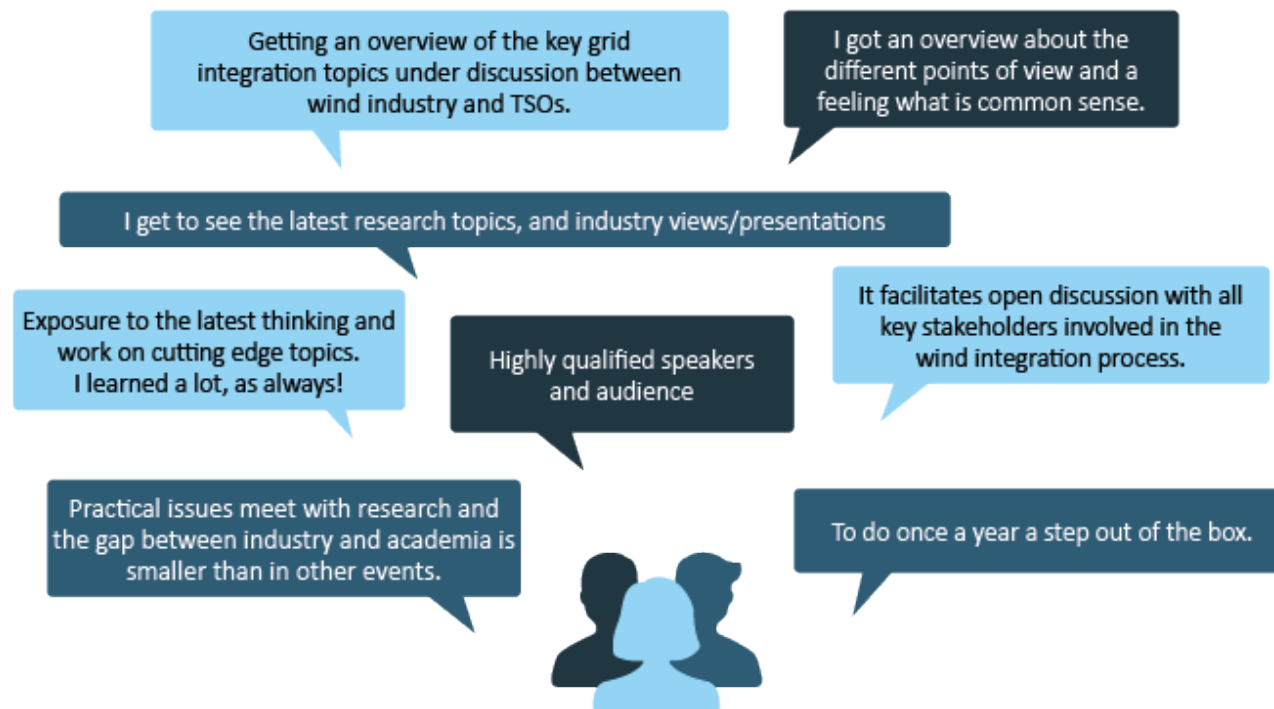 Getting an overview of the key grid
integration topics under discussion between
wind industry and TSOs.
I got an overview about the
different points of view and a
feeling what is common sense.
I get to see the latest research topics, and industry views/presentations
Exposure to the latest thinking and
work on cutting edge topics.
I learned a lot, as always!
Highly qualified speakers
and audience
It facilitates open discussion with all
key stakeholders involved in the
wind integration process.
Practical issues meet with research and
the gap between industry and academia is
smaller than in other events.
To do once a year a step out of the box.